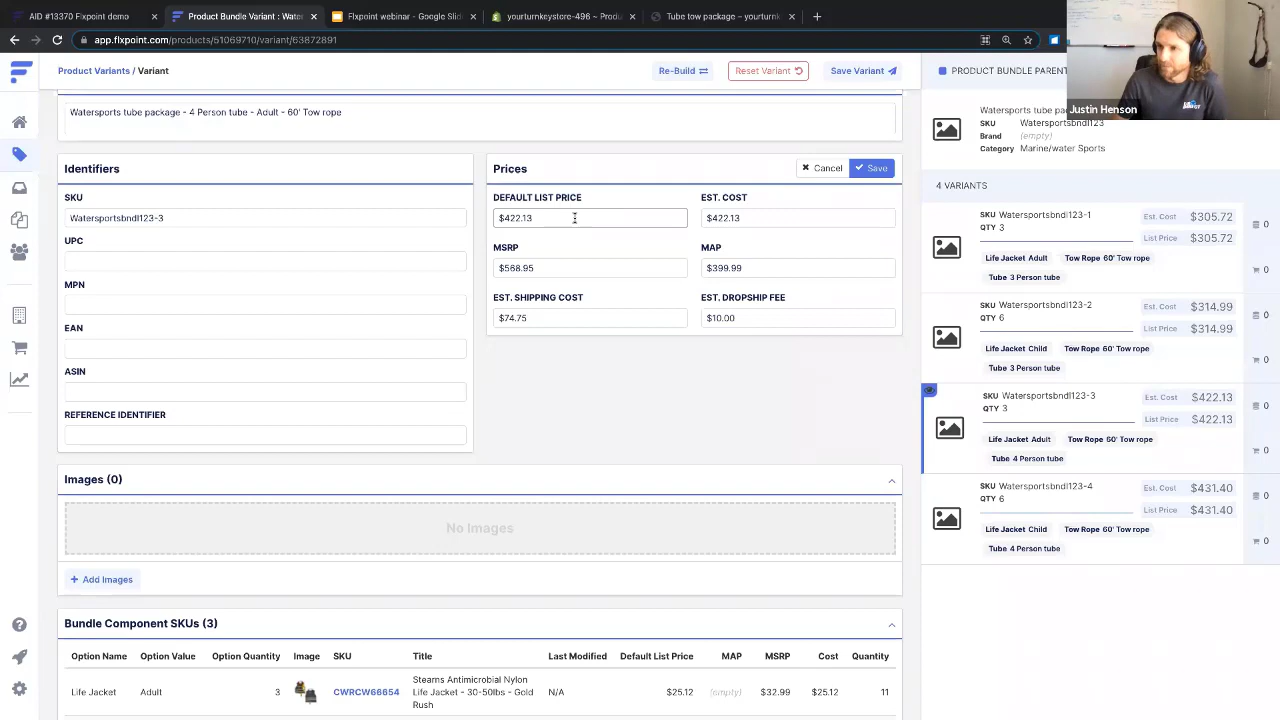 AID #13370 Flxpoint demo
Product Bundle Variant : Water
Flxpoint webinar - Google Slid
yourturnkeystore-496 ~ Produ
Tube tow package – yourturnk
app.flxpoint.com/products/51069710/variant/63872891
Product Variants / Variant
Re-Build
Reset Variant
Save Variant
PRODUCT BUNDLE PARENT
Justin Henson
Watersports tube package - 4 Person tube - Adult - 60' Tow rope
Watersports tube pa
SKU Watersportsbndl123
Brand (empty)
Category Marine/water Sports
Identifiers
SKU
Watersportsbndl123-3
UPC
MPN
EAN
ASIN
REFERENCE IDENTIFIER
Prices
Cancel
Save
DEFAULT LIST PRICE
$422.13
EST. COST
$422.13
MSRP
$568.95
MAP
$399.99
EST. SHIPPING COST
$74.75
EST. DROPSHIP FEE
$10.00
4 VARIANTS
SKU Watersportsbndl123-1
QTY 3
Est. Cost $305.72
List Price $305.72
Life Jacket Adult
Tow Rope 60' Tow rope
Tube 3 Person tube
0
0
SKU Watersportsbndl123-2
QTY 6
Est. Cost $314.99
List Price $314.99
Life Jacket Child
Tow Rope 60' Tow rope
Tube 3 Person tube
0
0
SKU Watersportsbndl123-3
QTY 3
Est. Cost $422.13
List Price $422.13
Life Jacket Adult
Tow Rope 60' Tow rope
Tube 4 Person tube
0
0
SKU Watersportsbndl123-4
QTY 6
Est. Cost $431.40
List Price $431.40
Life Jacket Child
Tow Rope 60' Tow rope
Tube 4 Person tube
0
0
Images (0)
No Images
+ Add Images
Bundle Component SKUs (3)
Option Name Option Value Option Quantity Image SKU Title Last Modified Default List Price MAP MSRP Cost Quantity
Life Jacket Adult 3 CWRCW66654 Stearns Antimicrobial Nylon N/A $25.12 (empty) $32.99 $25.12 11
Life Jacket - 30-50lbs - Gold
Rush